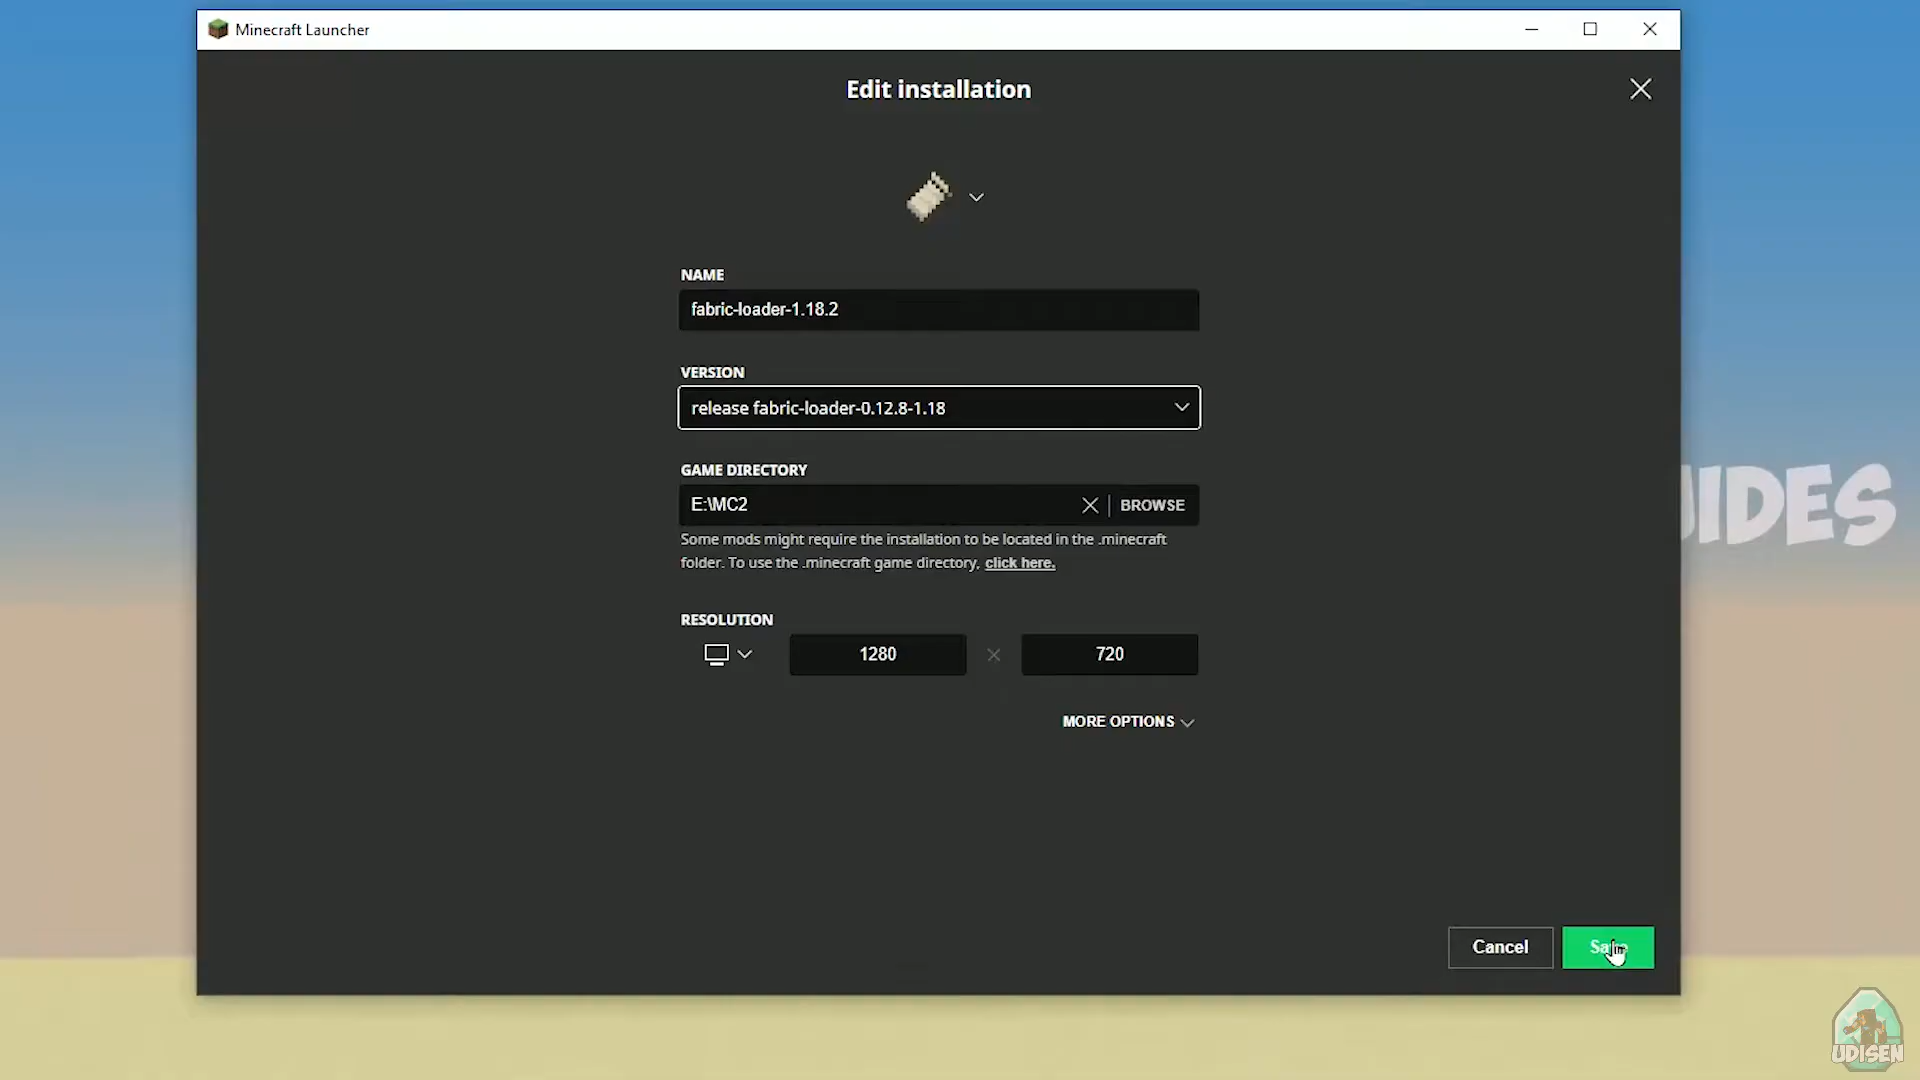 Minecraft Launcher
Edit installation
NAME
fabric-loader-1.18.2
VERSION
release fabric-loader-0.12.8-1.18
GAME DIRECTORY
E:\MC2
BROWSE
Some mods might require the installation to be located in the .minecraft
folder. To use the .minecraft game directory, click here.
RESOLUTION
1280 × 720
MORE OPTIONS
Cancel
UDISEN